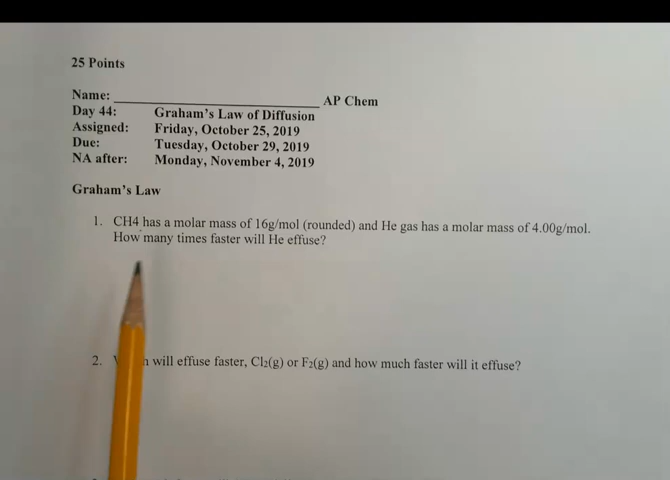 25 Points
Name: ______________________________ AP Chem
Day 44: Graham's Law of Diffusion
Assigned: Friday, October 25, 2019
Due: Tuesday, October 29, 2019
NA after: Monday, November 4, 2019
Graham's Law
1. CH4 has a molar mass of 16g/mol (rounded) and He gas has a molar mass of 4.00g/mol.
How many times faster will He effuse?
2. will effuse faster, Cl₂(g) or F₂(g) and how much faster will it effuse?